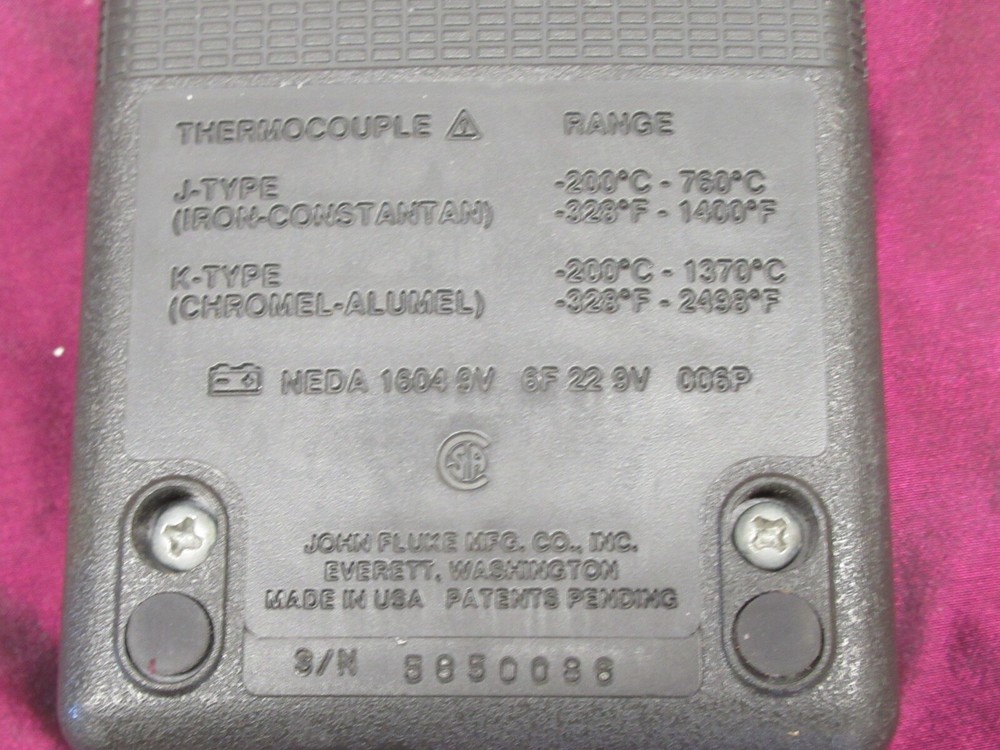 THERMOCOUPLE ⚠ RANGE
J-TYPE -200°C - 760°C
(IRON-CONSTANTAN) -328°F - 1400°F
K-TYPE -200°C - 1370°C
(CHROMEL-ALUMEL) -328°F - 2498°F
NEDA 1604 9V 6F 22 9V 006P
CSA
JOHN FLUKE MFG. CO., INC.
EVERETT, WASHINGTON
MADE IN USA PATENTS PENDING
S/N